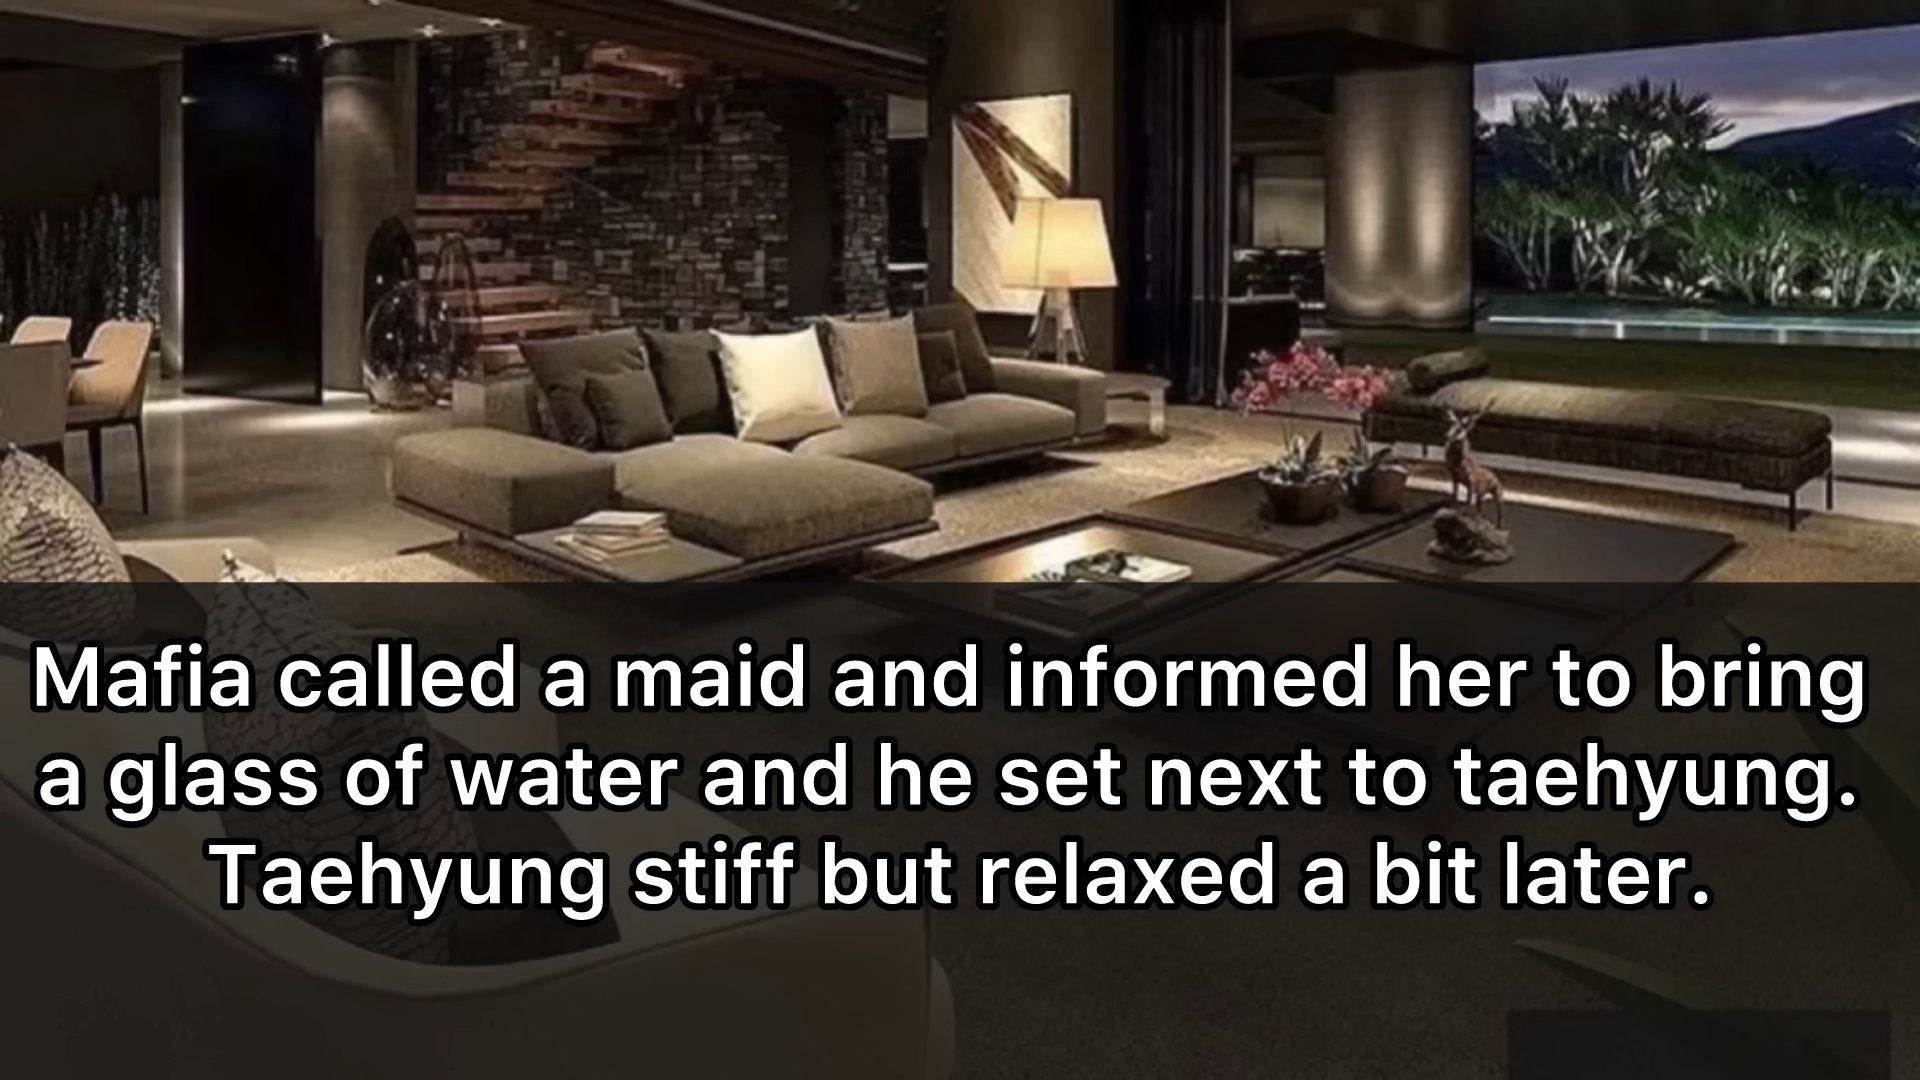 Mafia called a maid and informed her to bring
a glass of water and he set next to taehyung.
Taehyung stiff but relaxed a bit later.